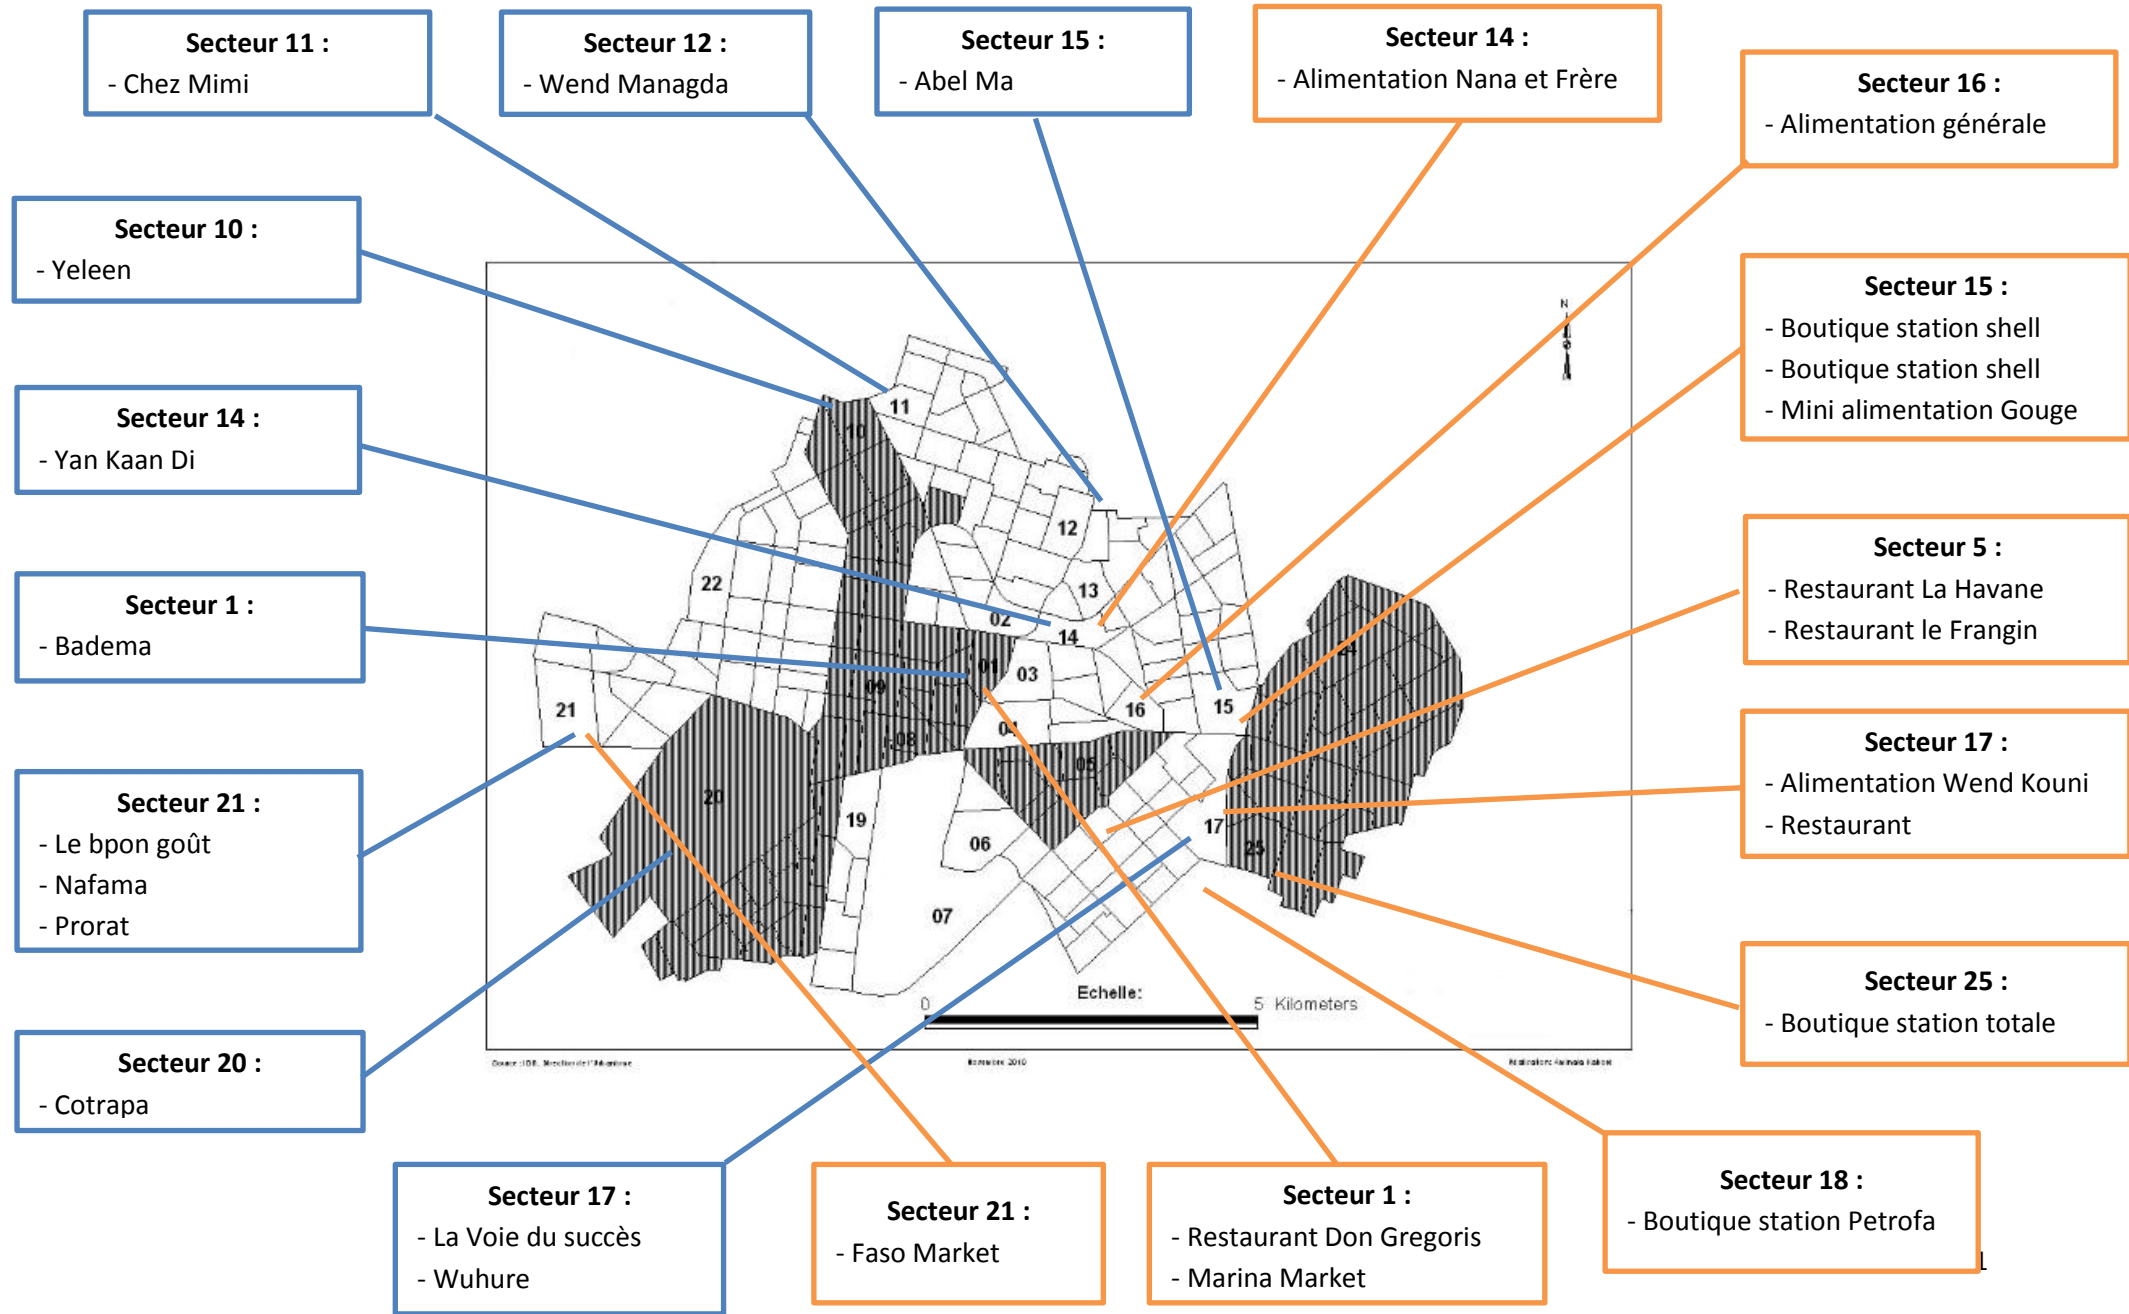 Secteur 11 :
- Chez Mimi
Secteur 12 :
- Wend Managda
Secteur 15 :
- Abel Ma
Secteur 14 :
- Alimentation Nana et Frère
Secteur 16 :
- Alimentation générale
Secteur 10 :
- Yeleen
Secteur 15 :
- Boutique station shell
- Boutique station shell
- Mini alimentation Gouge
Secteur 14 :
- Yan Kaan Di
Secteur 5 :
- Restaurant La Havane
- Restaurant le Frangin
Secteur 1 :
- Badema
Secteur 17 :
- Alimentation Wend Kouni
- Restaurant
Secteur 21 :
- Le bpon goût
- Nafama
- Prorat
Secteur 25 :
- Boutique station totale
Secteur 20 :
- Cotrapa
Secteur 17 :
- La Voie du succès
- Wuhure
Secteur 21 :
- Faso Market
Secteur 1 :
- Restaurant Don Gregoris
- Marina Market
Secteur 18 :
- Boutique station Petrofa
N
11
10
12
22
13
02
14
01
03
24
09
16
15
21
04
08
05
20
19
17
06
25
07
Echelle:
0
5 Kilometers
Novembre 2010